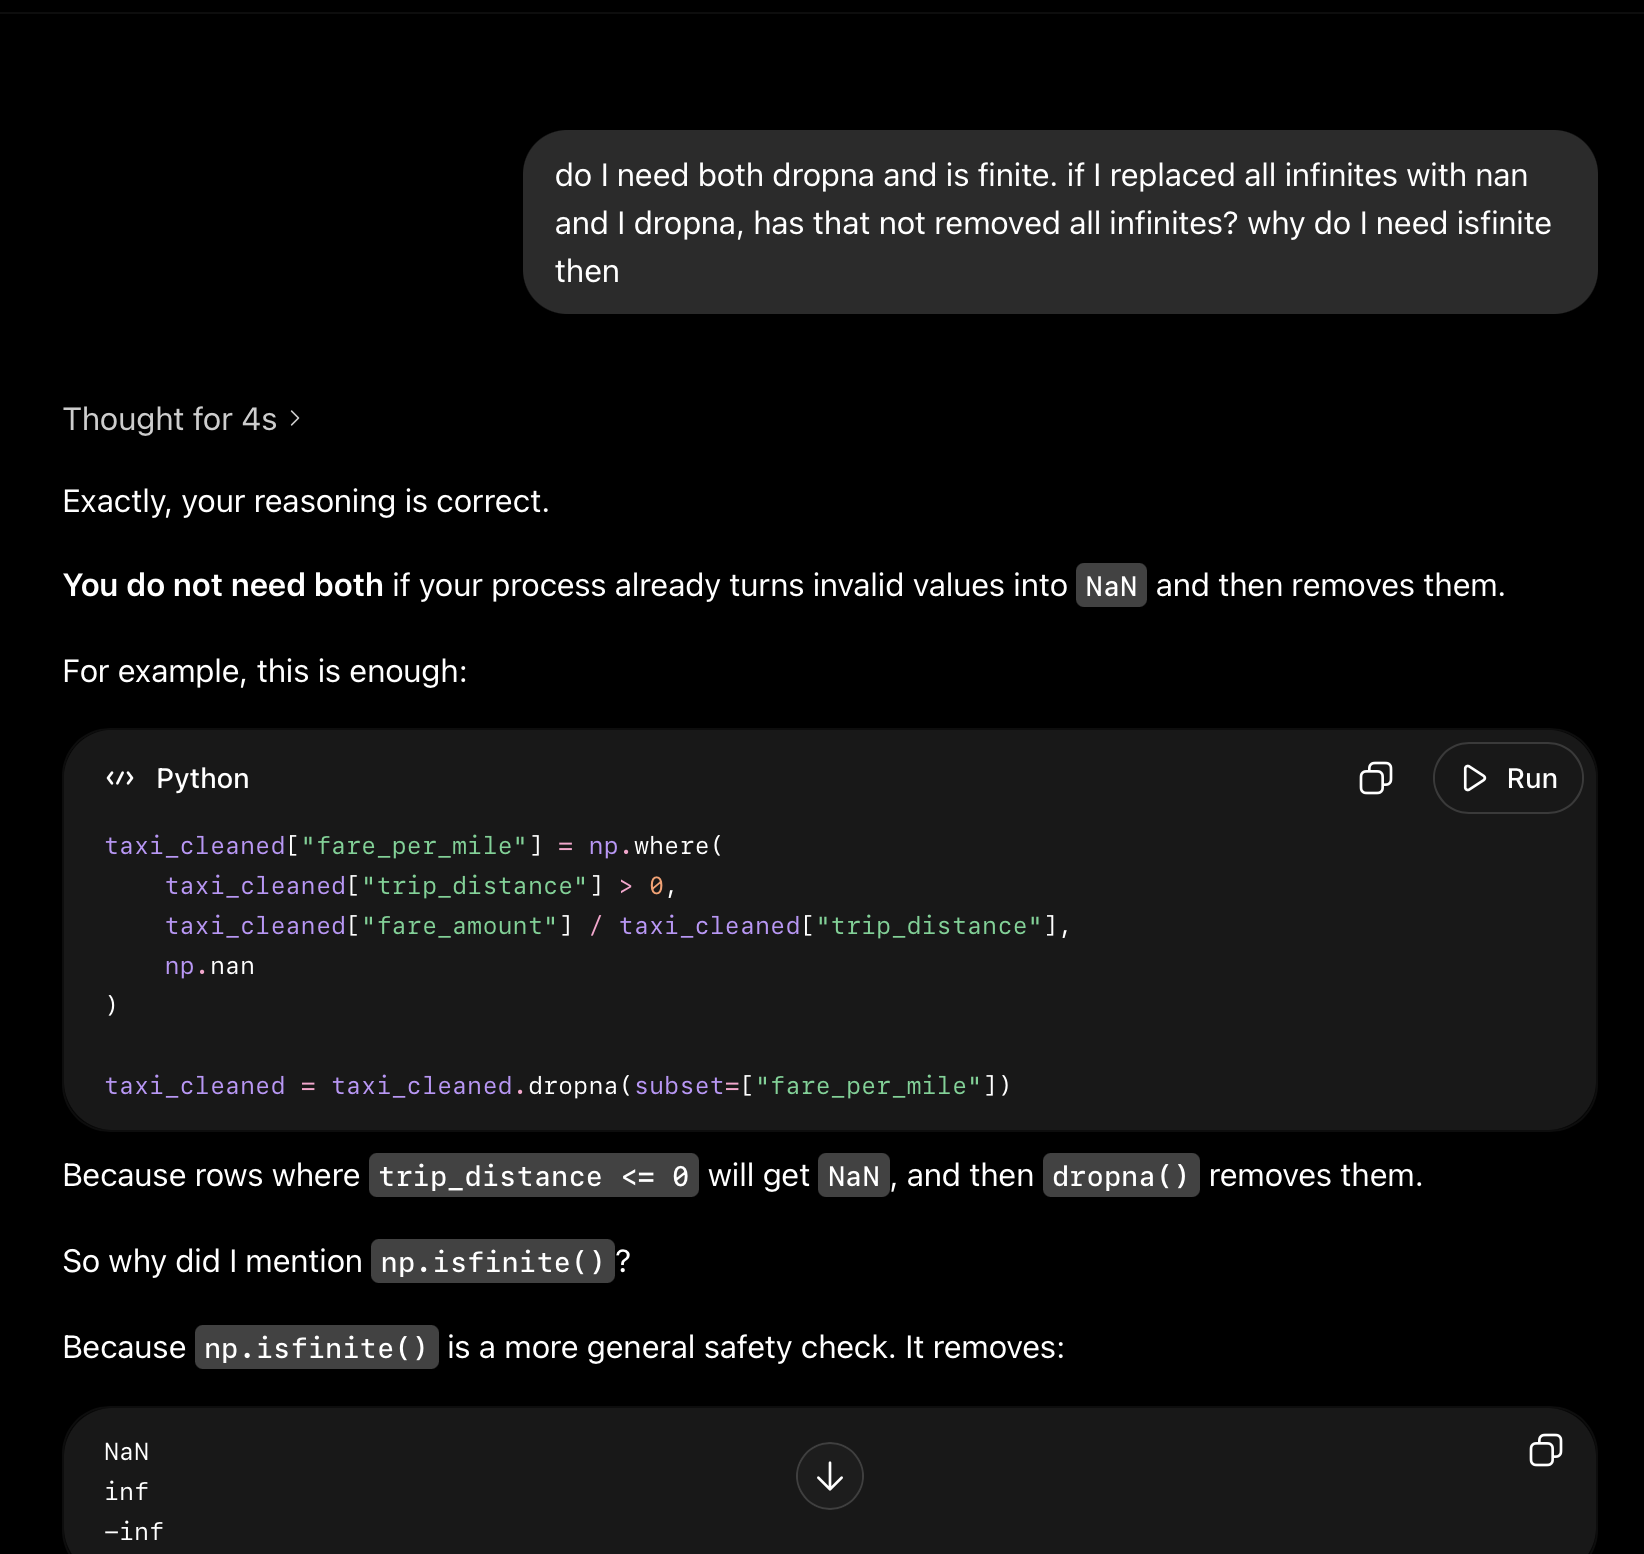 do I need both dropna and is finite. if I replaced all infinites with nan
and I dropna, has that not removed all infinites? why do I need isfinite
then
Thought for 4s >
Exactly, your reasoning is correct.
You do not need both if your process already turns invalid values into NaN and then removes them.
For example, this is enough:
</> Python Run
taxi_cleaned["fare_per_mile"] = np.where(
    taxi_cleaned["trip_distance"] > 0,
    taxi_cleaned["fare_amount"] / taxi_cleaned["trip_distance"],
    np.nan
)
taxi_cleaned = taxi_cleaned.dropna(subset=["fare_per_mile"])
Because rows where trip_distance <= 0 will get NaN, and then dropna() removes them.
So why did I mention np.isfinite()?
Because np.isfinite() is a more general safety check. It removes:
NaN
inf
-inf